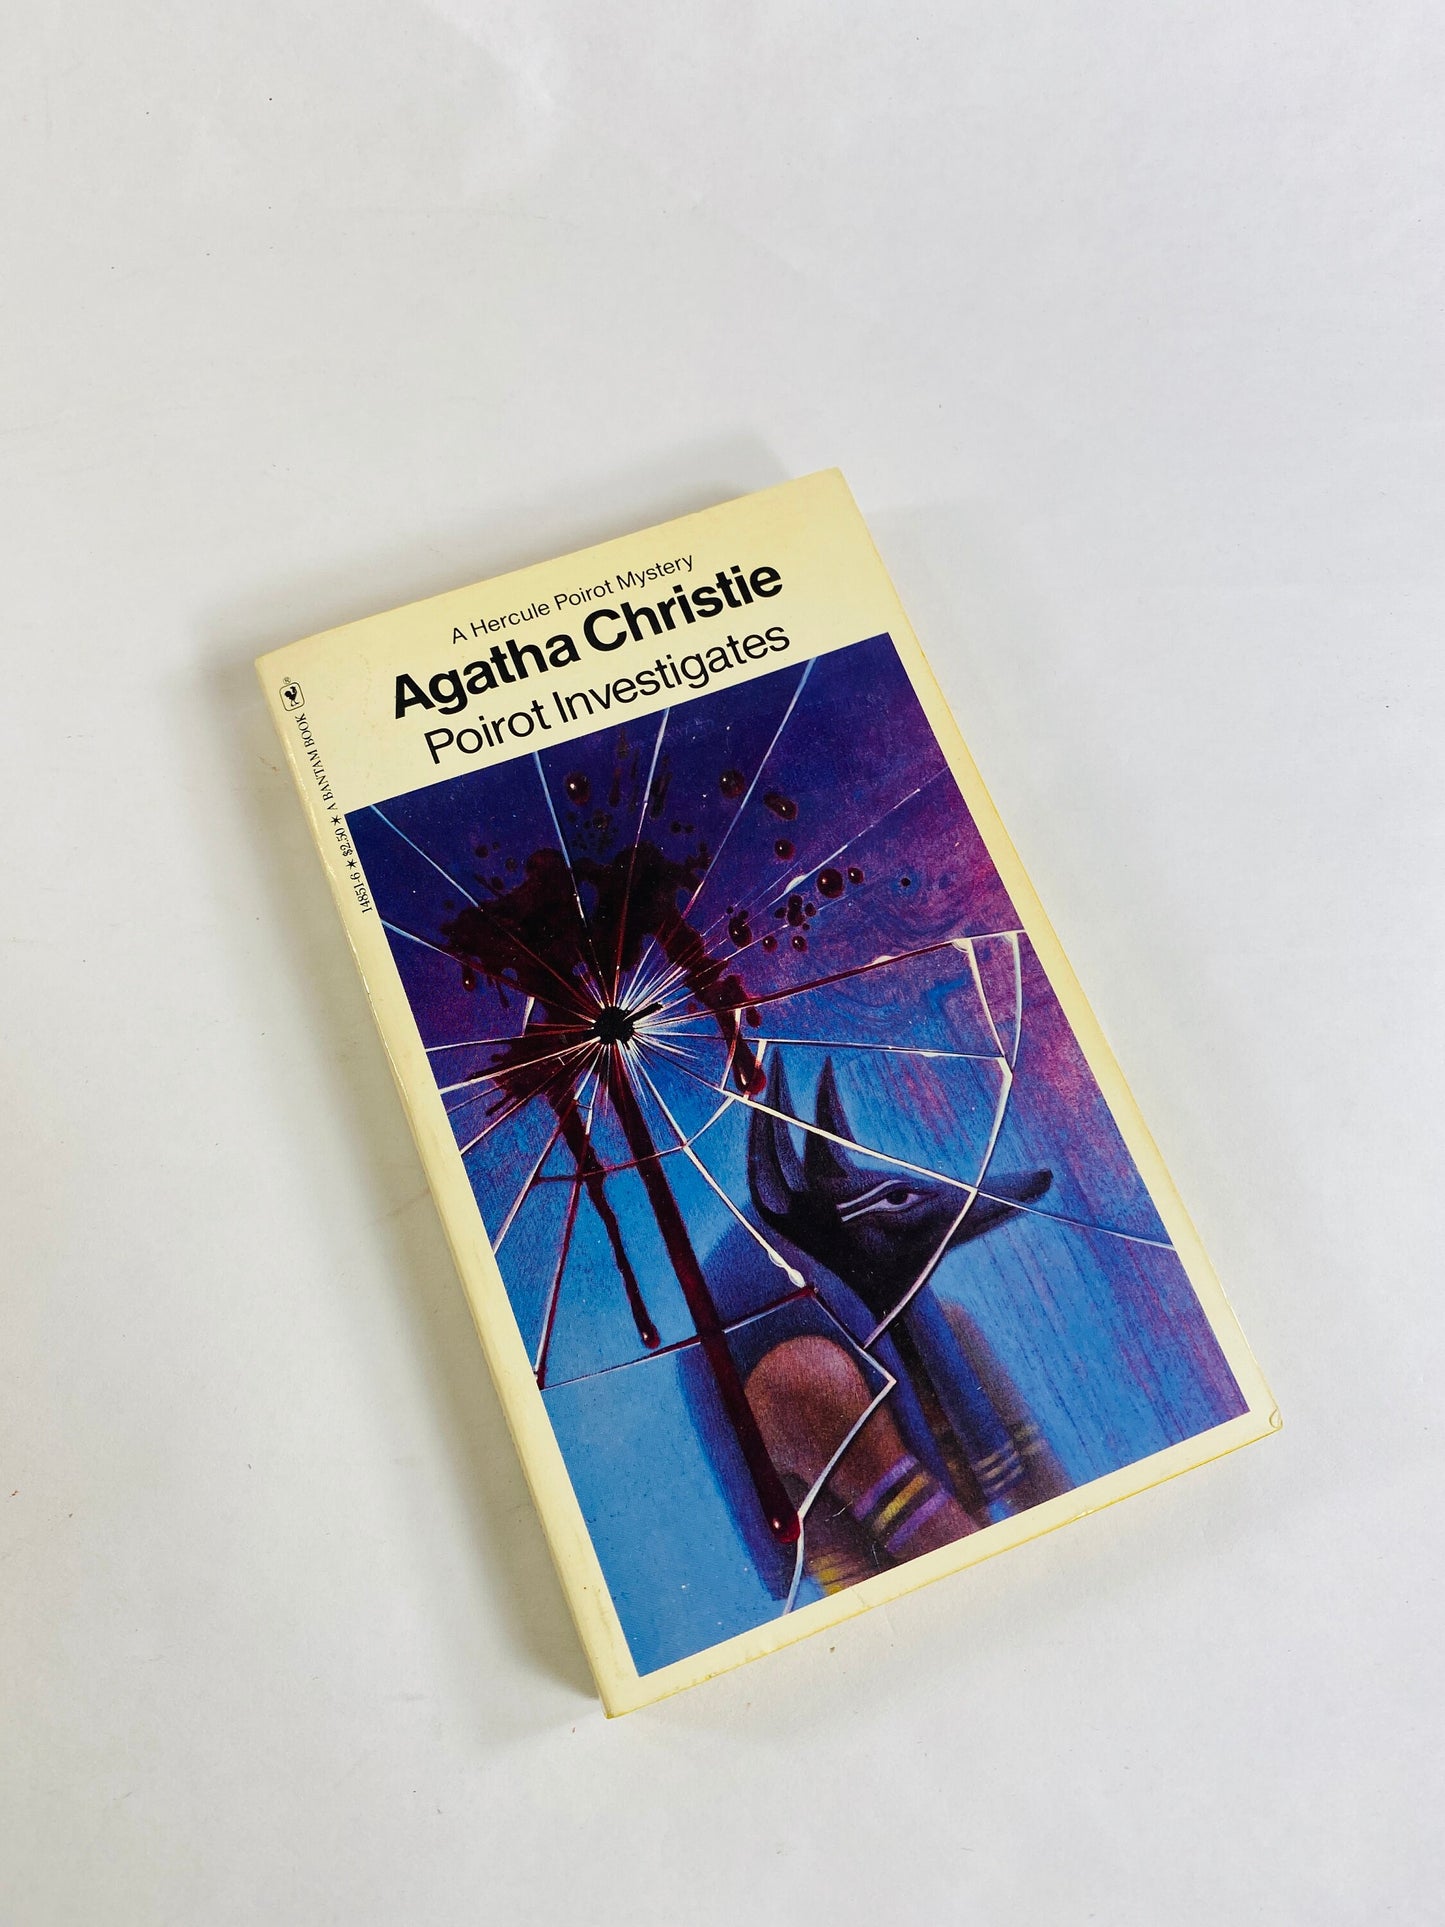 A Hercule Poirot Mystery
Agatha Christie
Poirot Investigates
14851-6 * $2.50 * A BANTAM BOOK ®